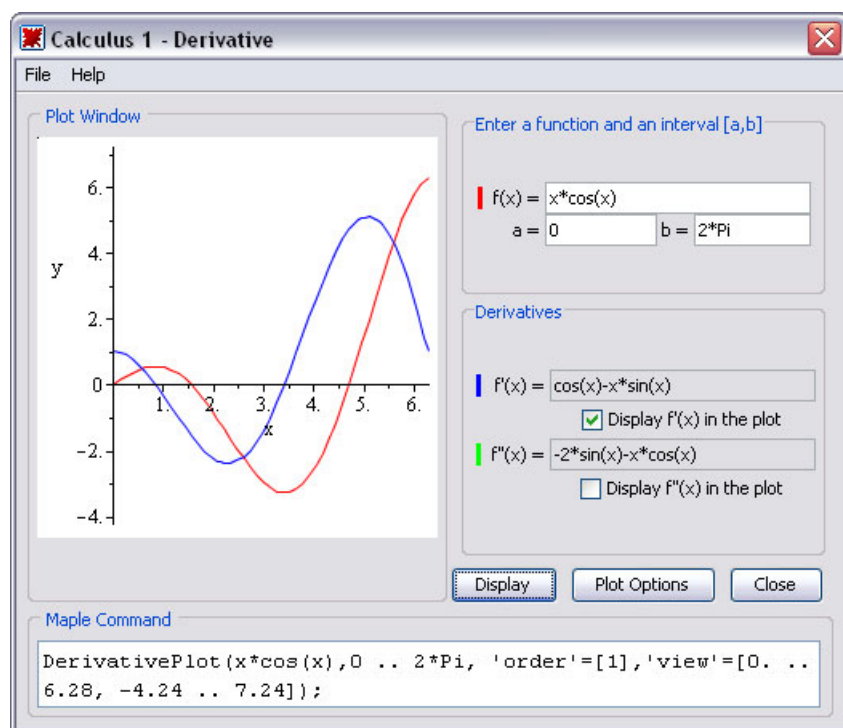 Calculus 1 - Derivative
File Help
Plot Window
6.
4.
y
2.
0
1. 2. 3. 4. 5. 6.
x
-2.
-4.
Enter a function and an interval [a,b]
f(x) = x*cos(x)
a = 0 b = 2*Pi
Derivatives
f'(x) = cos(x)-x*sin(x)
Display f'(x) in the plot
f''(x) = -2*sin(x)-x*cos(x)
Display f''(x) in the plot
Display Plot Options Close
Maple Command
DerivativePlot(x*cos(x),0 .. 2*Pi, 'order'=[1],'view'=[0. ..
6.28, -4.24 .. 7.24]);